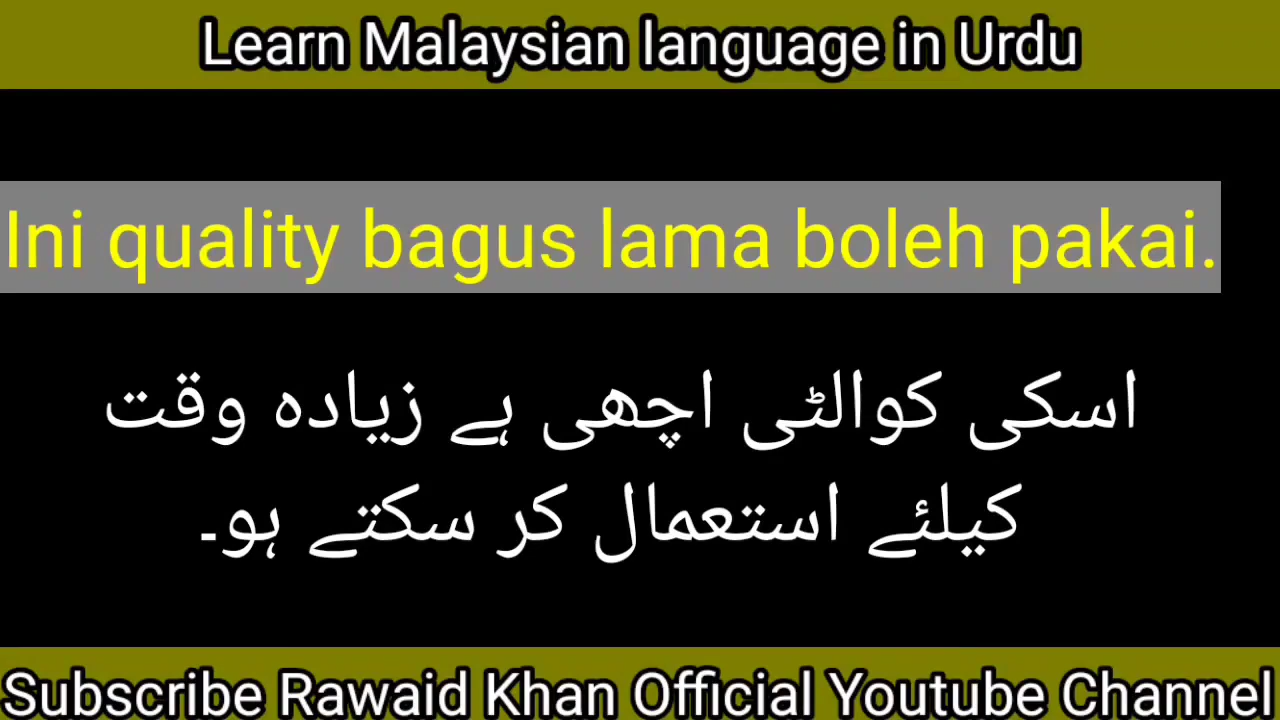 Learn Malaysian language in Urdu
Ini quality bagus lama boleh pakai.
اسکی کوالٹی اچھی ہے زیادہ وقت
کیلئے استعمال کر سکتے ہو۔
Subscribe Rawaid Khan Official Youtube Channel